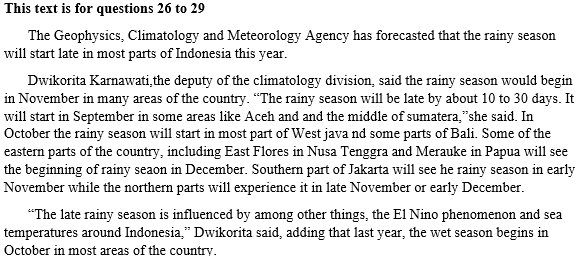 This text is for questions 26 to 29
The Geophysics, Climatology and Meteorology Agency has forecasted that the rainy season
will start late in most parts of Indonesia this year.
Dwikorita Karnawati,the deputy of the climatology division, said the rainy season would begin
in November in many areas of the country. “The rainy season will be late by about 10 to 30 days. It
will start in September in some areas like Aceh and and the middle of sumatera,”she said. In
October the rainy season will start in most part of West java nd some parts of Bali. Some of the
eastern parts of the country, including East Flores in Nusa Tenggra and Merauke in Papua will see
the beginning of rainy seaon in December. Southern part of Jakarta will see he rainy season in early
November while the northern parts will experience it in late November or early December.
“The late rainy season is influenced by among other things, the El Nino phenomenon and sea
temperatures around Indonesia,” Dwikorita said, adding that last year, the wet season begins in
October in most areas of the country.